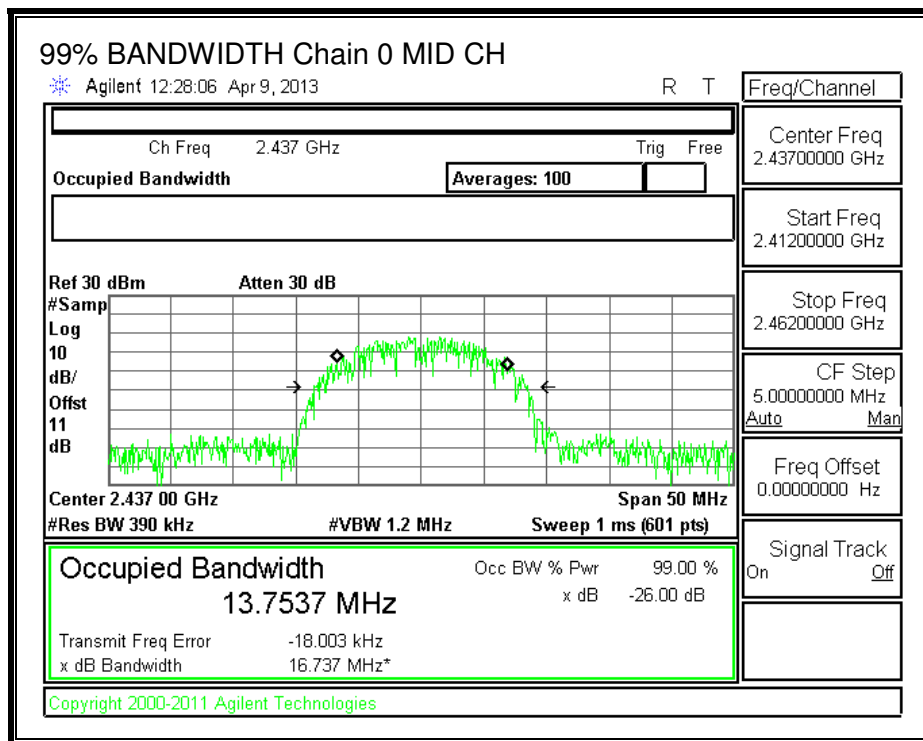 99% BANDWIDTH Chain 0 MID CH
Agilent 12:28:06 Apr 9, 2013 R T
Ch Freq 2.437 GHz Trig Free
Occupied Bandwidth Averages: 100
Ref 30 dBm Atten 30 dB
#Samp
Log
10
dB/
Offst
11
dB
Center 2.437 00 GHz Span 50 MHz
#Res BW 390 kHz #VBW 1.2 MHz Sweep 1 ms (601 pts)
Occupied Bandwidth Occ BW % Pwr 99.00 %
13.7537 MHz x dB -26.00 dB
Transmit Freq Error -18.003 kHz
x dB Bandwidth 16.737 MHz*
Copyright 2000-2011 Agilent Technologies
Freq/Channel
Center Freq
2.43700000 GHz
Start Freq
2.41200000 GHz
Stop Freq
2.46200000 GHz
CF Step
5.00000000 MHz
Auto Man
Freq Offset
0.00000000 Hz
Signal Track
On Off